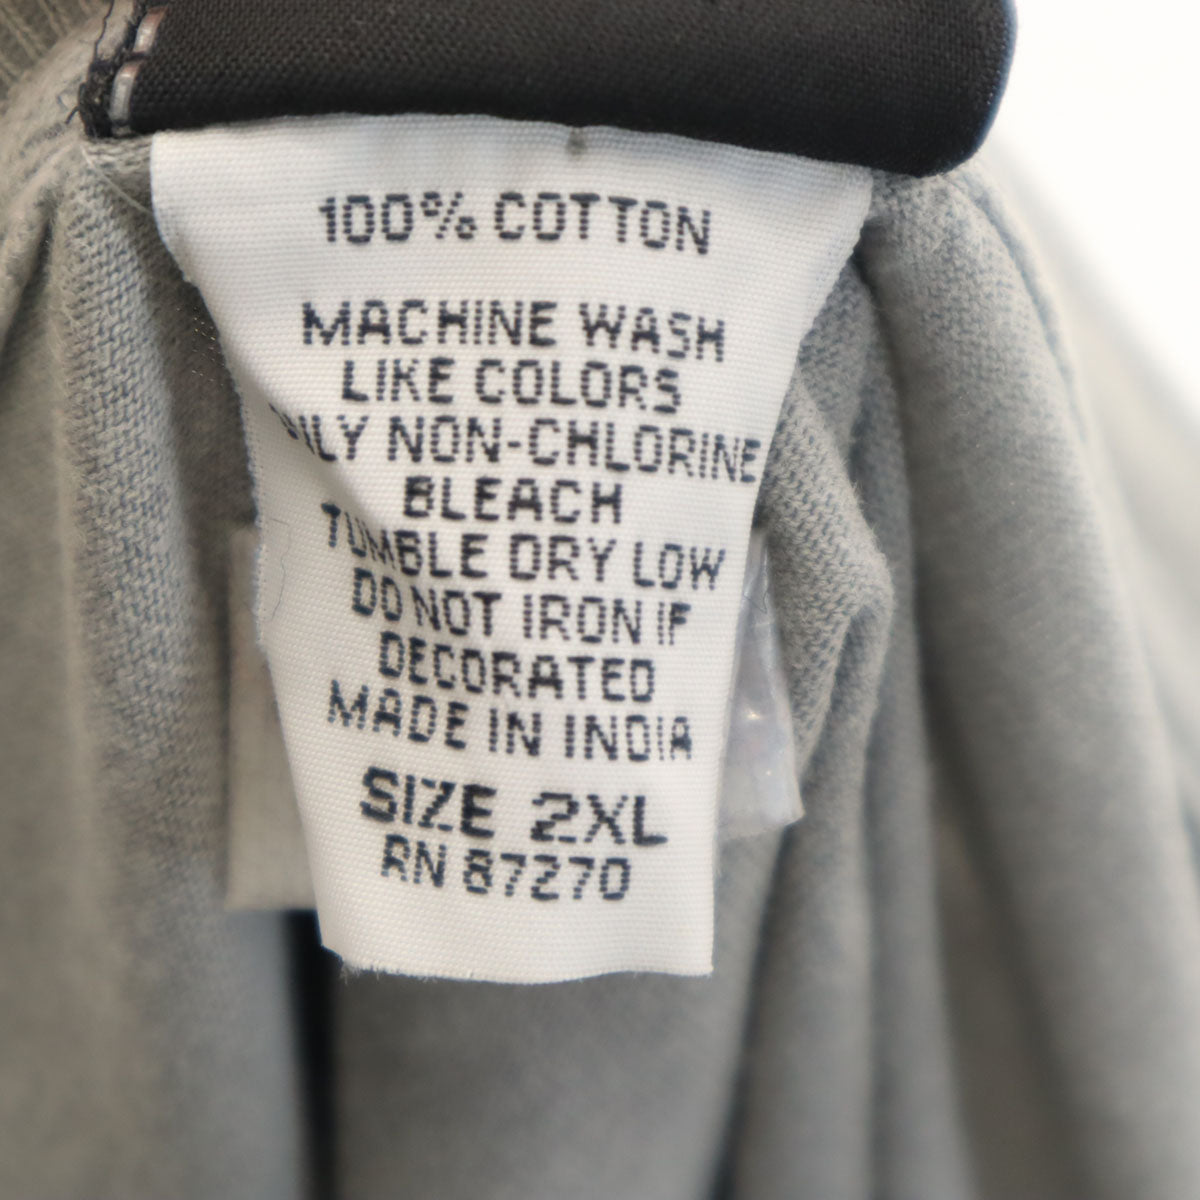 100% COTTON
MACHINE WASH
LIKE COLORS
NON-CHLORINE
BLEACH
TUMBLE DRY LOW
DO NOT IRON IF
DECORATED
MADE IN INDIA
SIZE 2XL
RN 87270